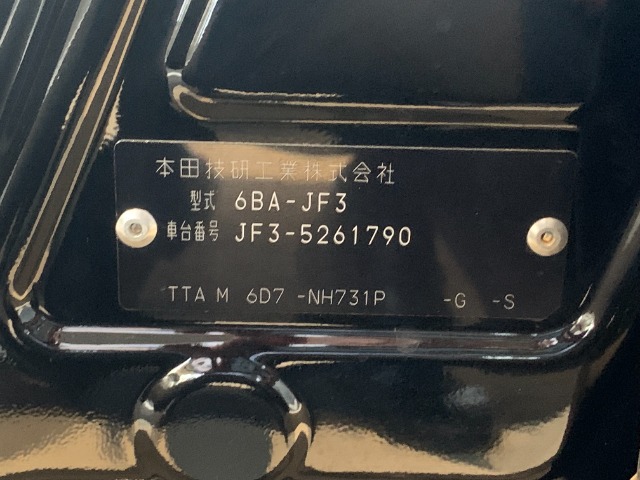 本田技研工業株式会社
型式 6BA-JF3
車台番号 JF3-5261790
TTA M 6D7 -NH731P -G -S